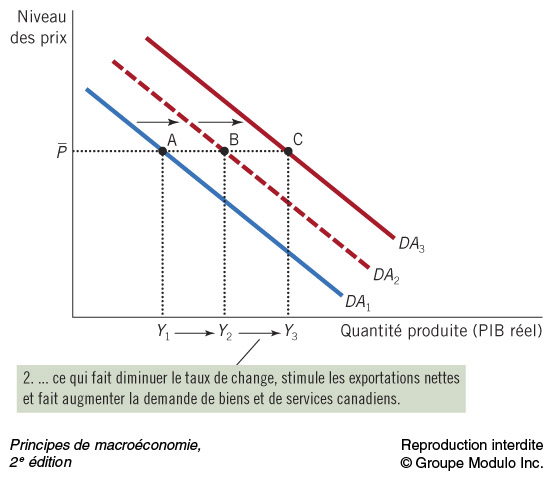 Niveau
des prix
A
B
C
P̅
DA₃
DA₂
DA₁
Y₁
Y₂
Y₃
Quantité produite (PIB réel)
2. ... ce qui fait diminuer le taux de change, stimule les exportations nettes
et fait augmenter la demande de biens et de services canadiens.
Principes de macroéconomie,
2ᵉ édition
Reproduction interdite
© Groupe Modulo Inc.